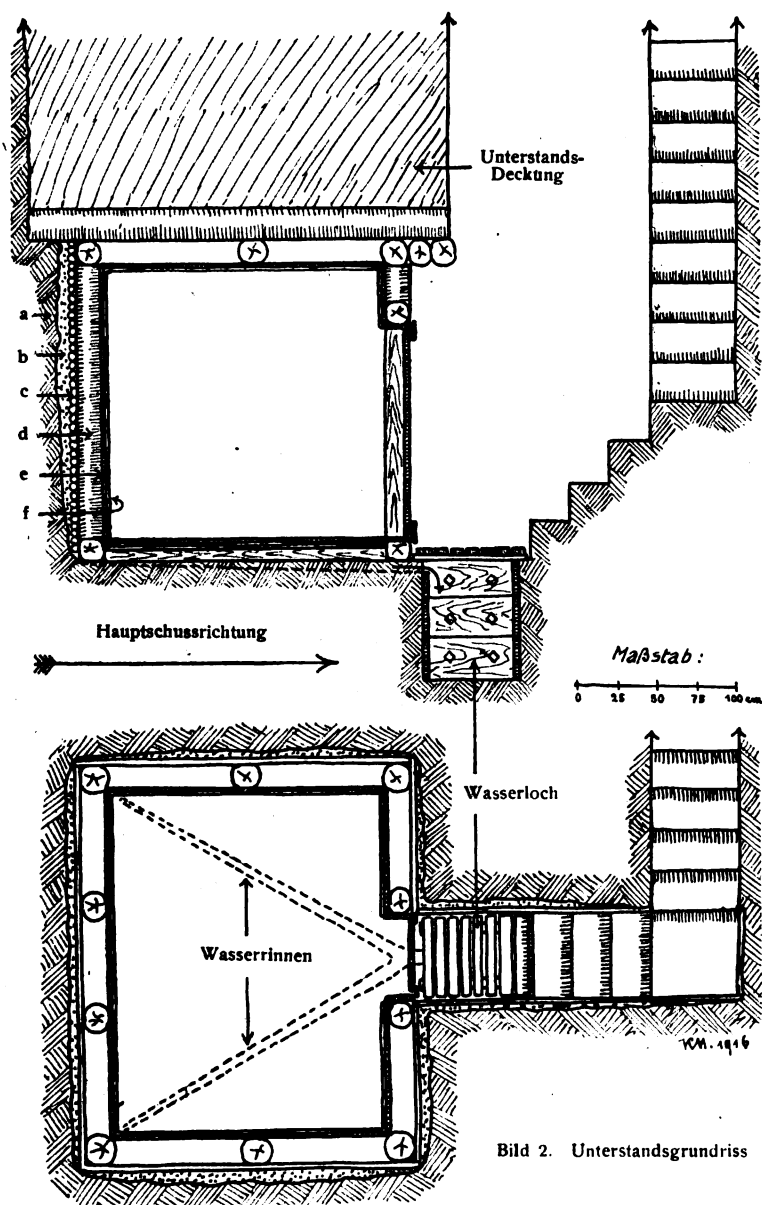 Unterstands-
Deckung
a
b
c
d
e
f
Hauptschussrichtung
Maßstab:
0 25 50 75 100 cm.
Wasserloch
Wasserrinnen
KM. 1916
Bild 2. Unterstandsgrundriss